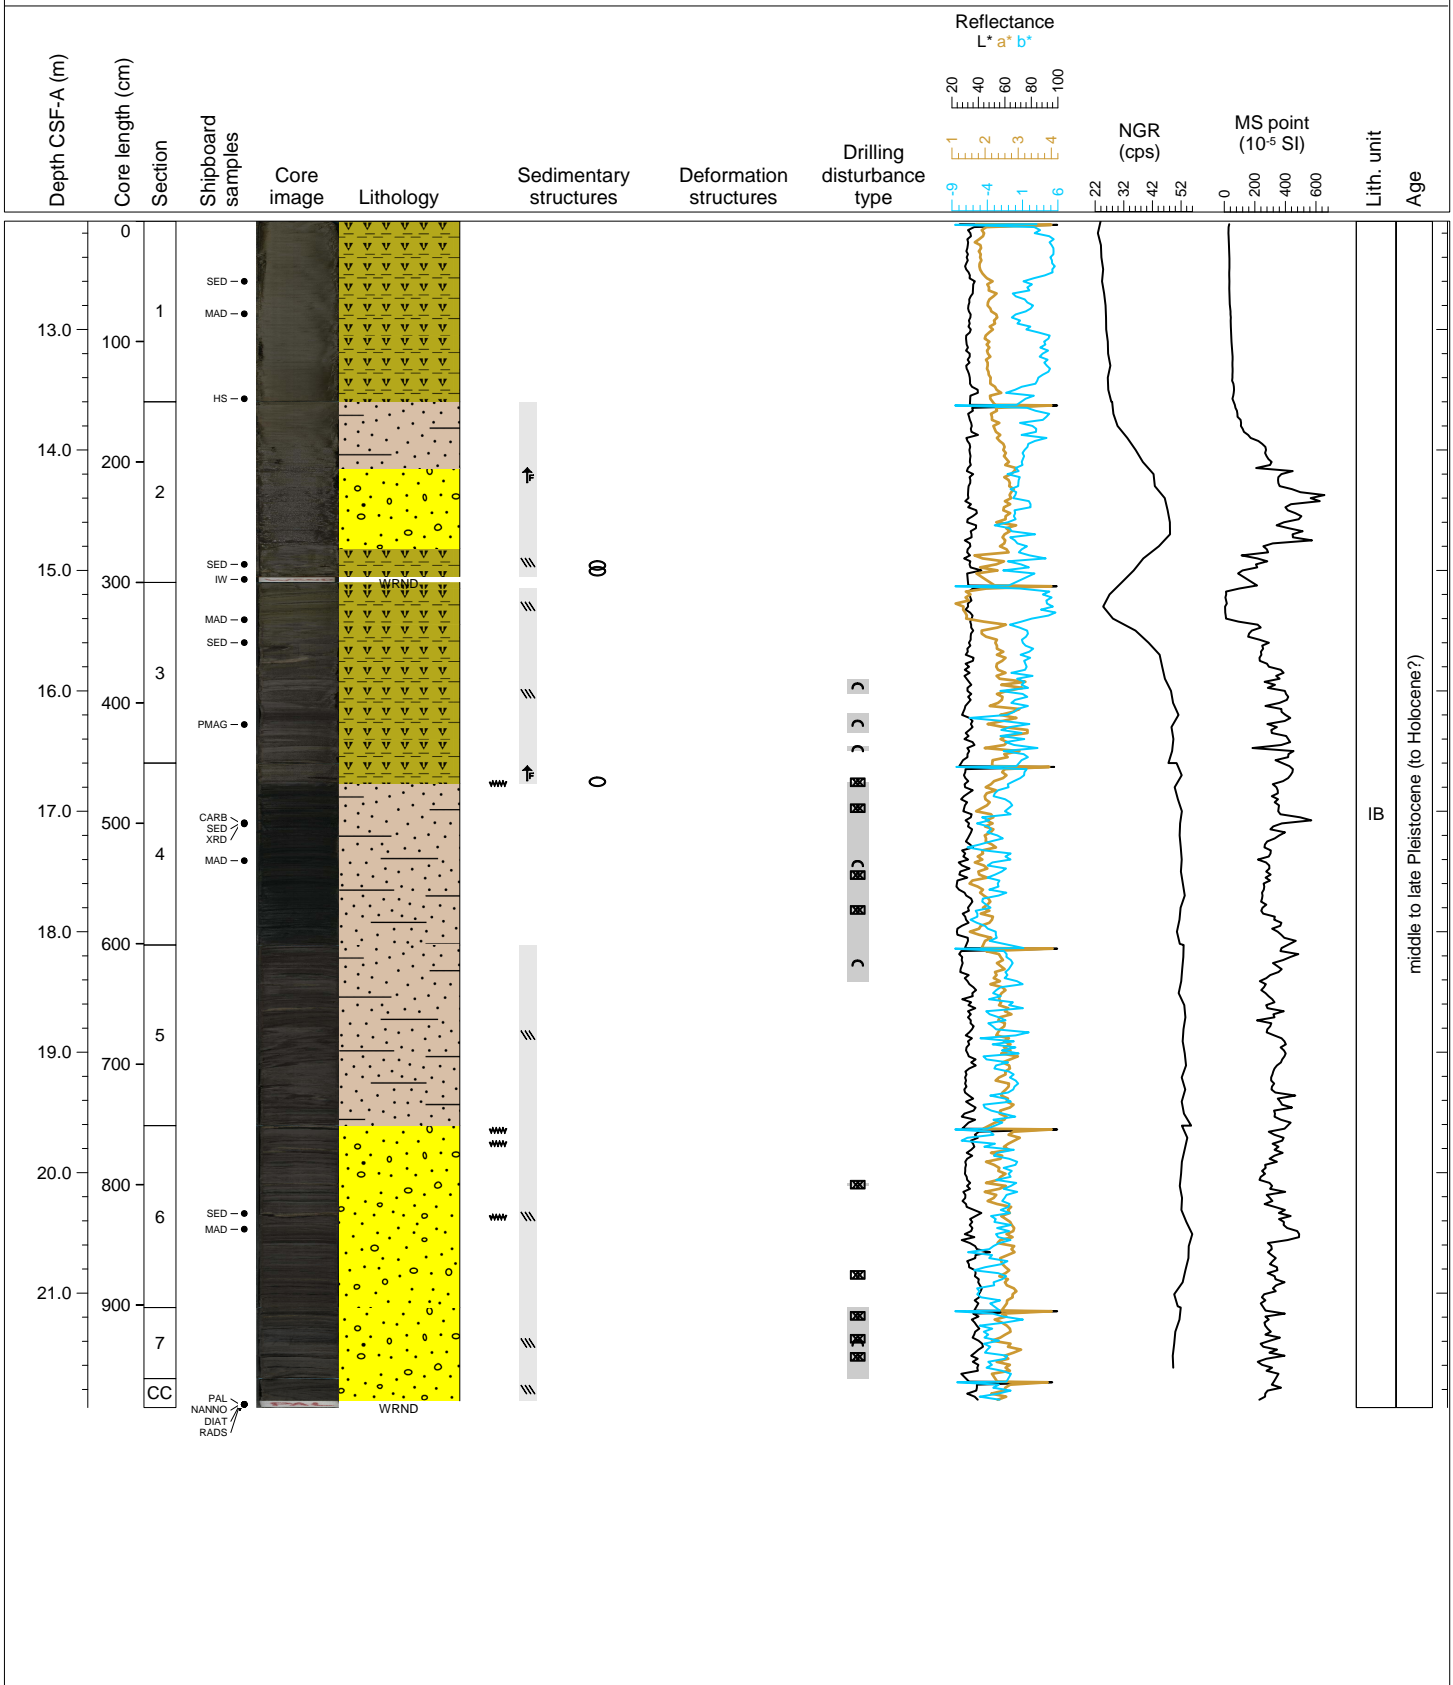 Depth CSF-A (m)
Core length (cm)
Section
Shipboard
samples
Core
image
Lithology
Sedimentary
structures
Deformation
structures
Drilling
disturbance
type
Reflectance
L* a* b*
20 40 60 80 100
1 2 3 4
-9 -4 1 6
NGR
(cps)
22 32 42 52
MS point
(10-5 SI)
0 200 400 600
Lith. unit
Age
13.0
14.0
15.0
16.0
17.0
18.0
19.0
20.0
21.0
0
100
200
300
400
500
600
700
800
900
1
2
3
4
5
6
7
CC
SED
MAD
HS
SED
IW
MAD
SED
PMAG
CARB
SED
XRD
MAD
SED
MAD
PAL
NANNO
DIAT
RADS
PAL
WRND
WRND
F
F
IB
middle to late Pleistocene (to Holocene?)